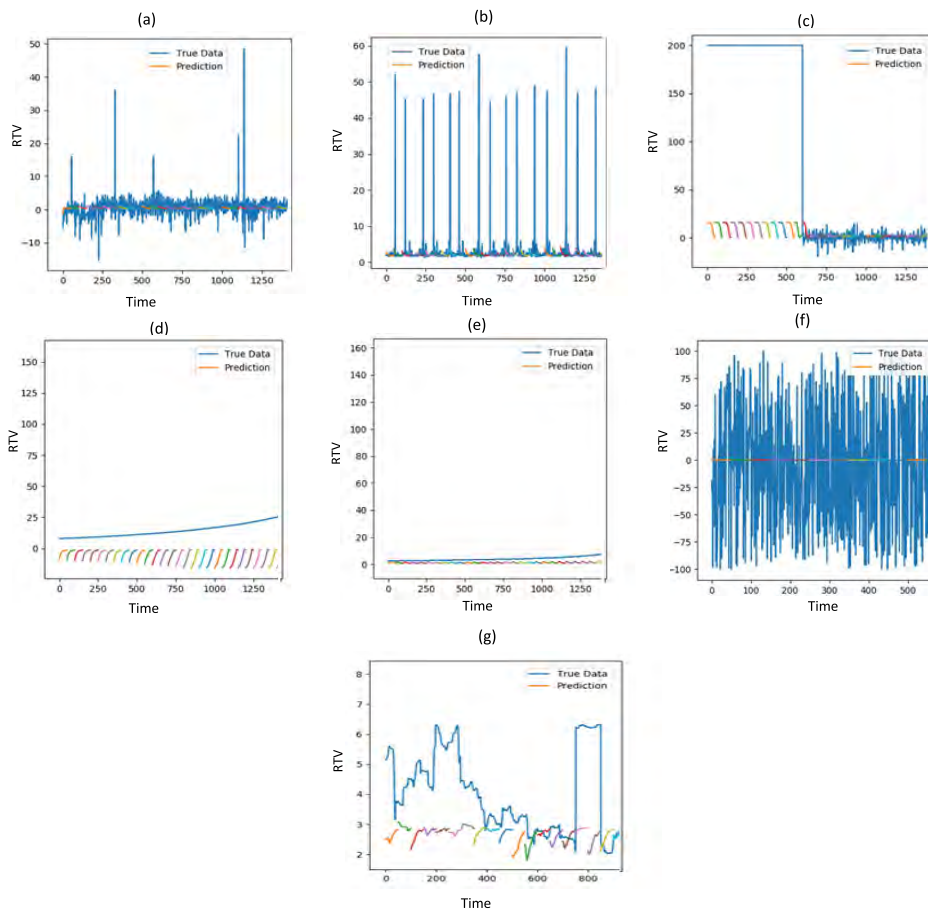 (a)
50
40
30
20
10
0
−10
RTV
True Data
Prediction
0 250 500 750 1000 1250
Time
(b)
60
50
40
30
20
10
0
RTV
True Data
Prediction
0 250 500 750 1000 1250
Time
(c)
200
150
100
50
0
RTV
True Data
Prediction
0 250 500 750 1000 1250
Time
(d)
150
125
100
75
50
25
0
RTV
True Data
Prediction
0 250 500 750 1000 1250
Time
(e)
160
140
120
100
80
60
40
20
0
RTV
True Data
Prediction
0 250 500 750 1000 1250
Time
(f)
100
75
50
25
0
−25
−50
−75
−100
RTV
True Data
Prediction
0 100 200 300 400 500
Time
(g)
8
7
6
5
4
3
2
RTV
True Data
Prediction
0 200 400 600 800
Time